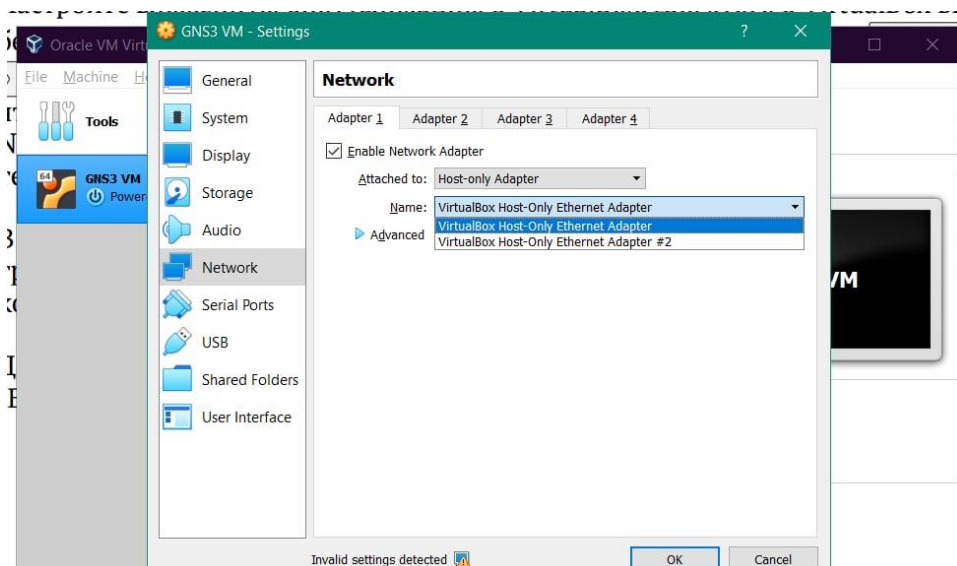 GNS3 VM - Settings
Oracle VM Virt
File Machine
Tools
GNS3 VM
64
Power
General
System
Display
Storage
Audio
Network
Serial Ports
USB
Shared Folders
User Interface
Network
Adapter 1 Adapter 2 Adapter 3 Adapter 4
Enable Network Adapter
Attached to: Host-only Adapter
Name: VirtualBox Host-Only Ethernet Adapter
VirtualBox Host-Only Ethernet Adapter
VirtualBox Host-Only Ethernet Adapter #2
Advanced
VM
Invalid settings detected
OK Cancel